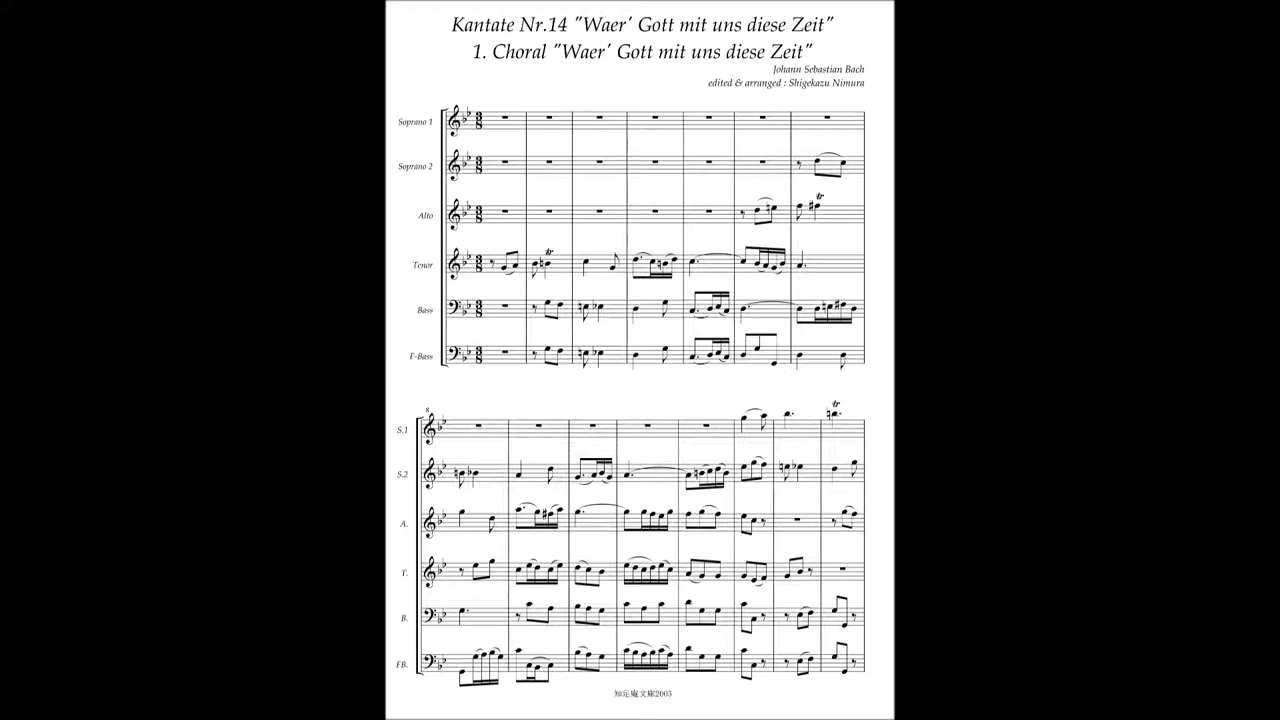 Kantate Nr.14 "Waer' Gott mit uns diese Zeit"
1. Choral "Waer' Gott mit uns diese Zeit"
Johann Sebastian Bach
edited & arranged : Shigekazu Nimura
Soprano 1
Soprano 2
Alto
Tenor
Bass
F-Bass
8
S.1
S.2
A.
T.
B.
FB.
知足庵文庫2005